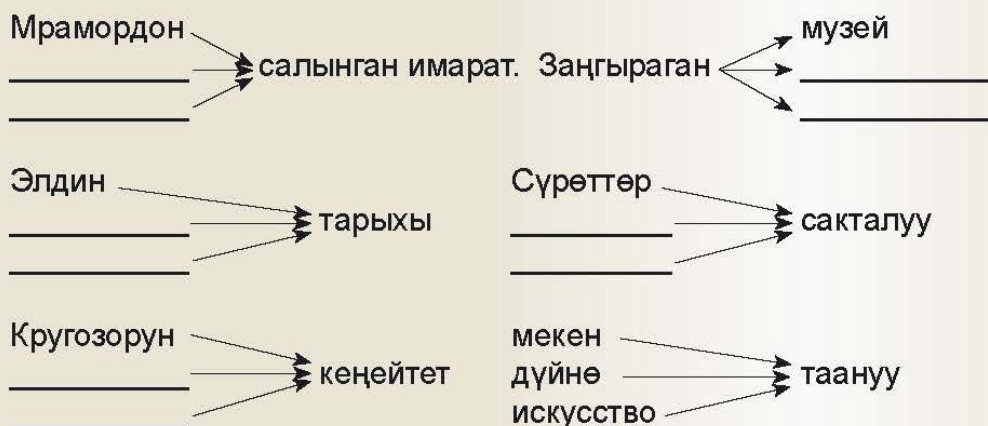 Мрамордон
салынган имарат. Заңгыраган
музей
Элдин
тарыхы
Сүрөттөр
сакталуу
Кругозорун
кеңейтет
мекен
дүйнө
искусство
таануу